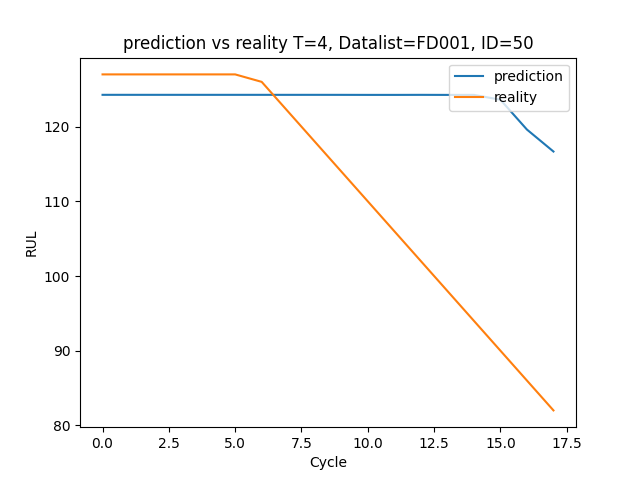 prediction vs reality T=4, Datalist=FD001, ID=50
prediction
reality
RUL
120
110
100
90
80
0.0 2.5 5.0 7.5 10.0 12.5 15.0 17.5
Cycle